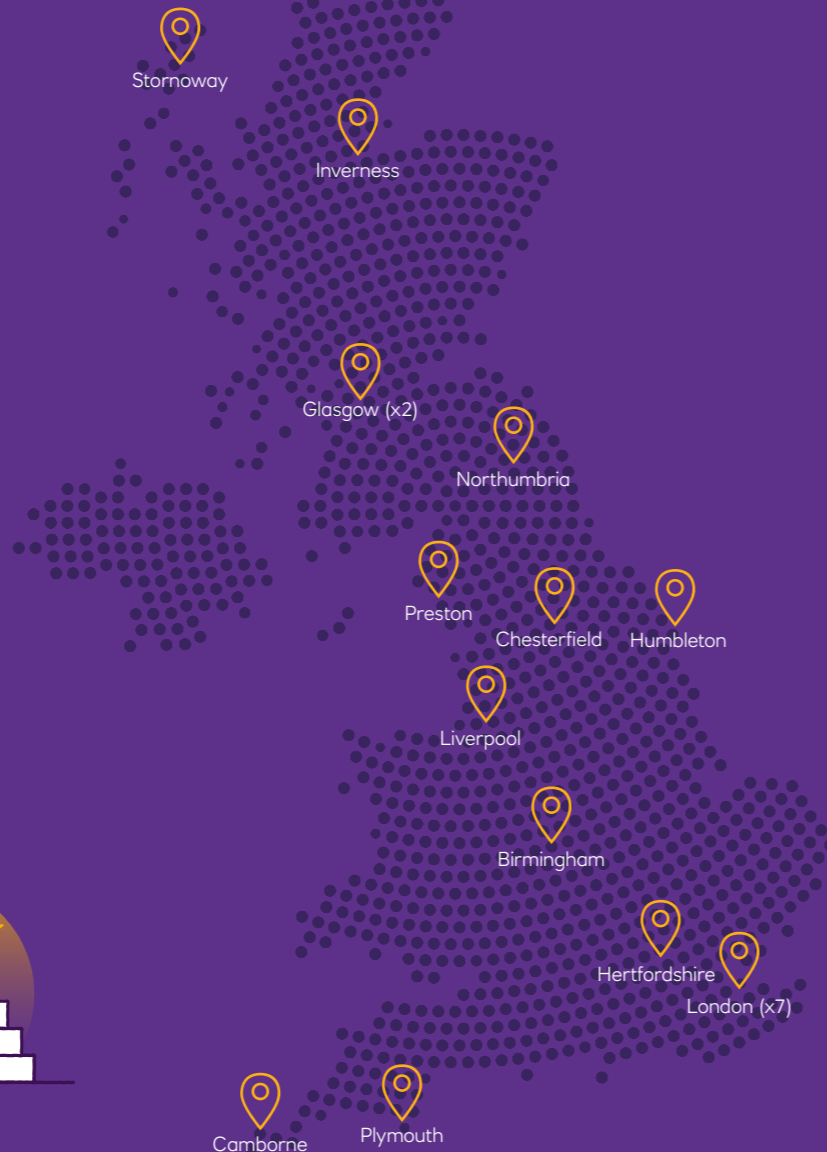 Stornoway
Inverness
Glasgow (x2)
Northumbria
Preston
Chesterfield
Humbleton
Liverpool
Birmingham
Hertfordshire
London (x7)
Plymouth
Camborne